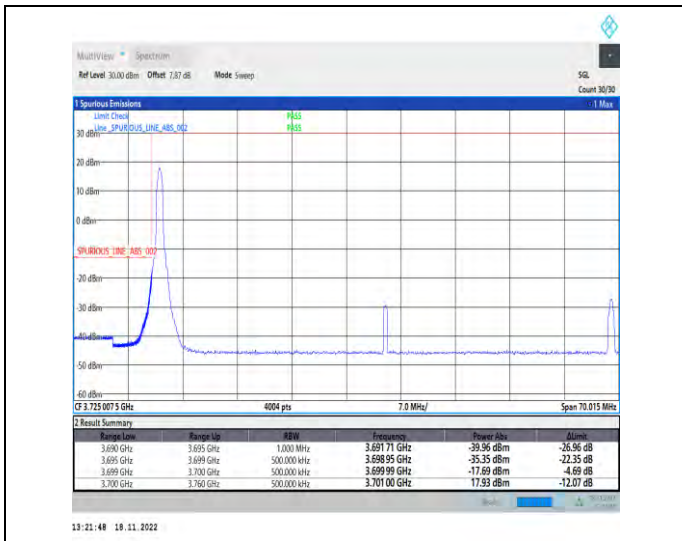 MultiView Spectrum
Ref Level 30.00 dBm Offset 7.87 dB Mode Sweep SGL
Count 30/30
1 Spurious Emissions 1 Max
Limit Check PASS
Line _SPURIOUS_LINE_ABS_002 PASS
30 dBm
20 dBm
10 dBm
0 dBm
_SPURIOUS_LINE_ABS_002
-20 dBm
-30 dBm
-40 dBm
-50 dBm
-60 dBm
CF 3.725 007 5 GHz 4004 pts 7.0 MHz/ Span 70.015 MHz
2 Result Summary
Range Low Range Up RBW Frequency Power Abs ΔLimit
3.690 GHz 3.695 GHz 1.000 MHz 3.691 71 GHz -39.96 dBm -26.96 dB
3.695 GHz 3.699 GHz 500.000 kHz 3.698 95 GHz -35.35 dBm -22.35 dB
3.699 GHz 3.700 GHz 500.000 kHz 3.699 99 GHz -17.69 dBm -4.69 dB
3.700 GHz 3.760 GHz 500.000 kHz 3.701 00 GHz 17.93 dBm -12.07 dB
13:21:48 18.11.2022